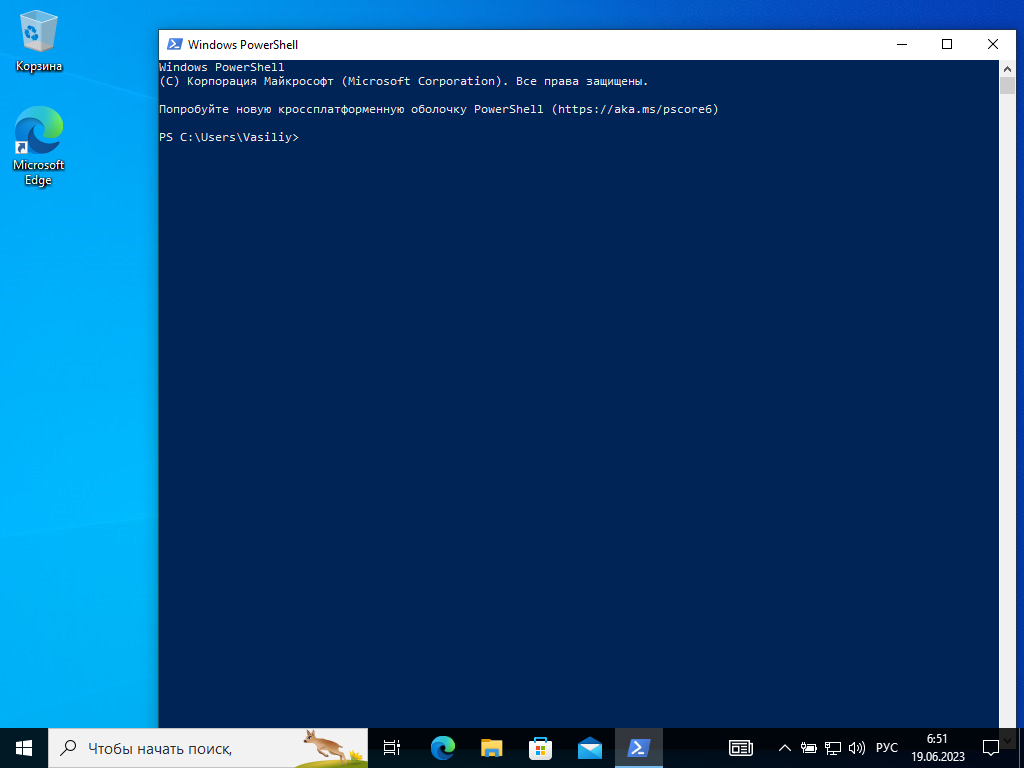 Корзина
Microsoft
Edge
Windows PowerShell
Windows PowerShell
(C) Корпорация Майкрософт (Microsoft Corporation). Все права защищены.
Попробуйте новую кроссплатформенную оболочку PowerShell (https://aka.ms/pscore6)
PS C:\Users\Vasiliy>
Чтобы начать поиск,
РУС
6:51
19.06.2023